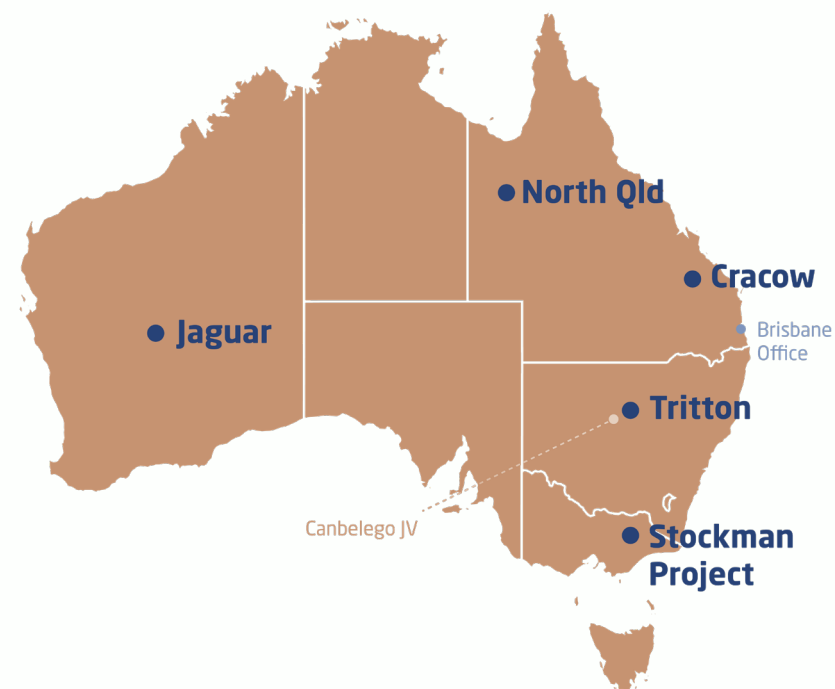 North Qld
Cracow
Jaguar
Brisbane
Office
Tritton
Canbelego JV
Stockman
Project